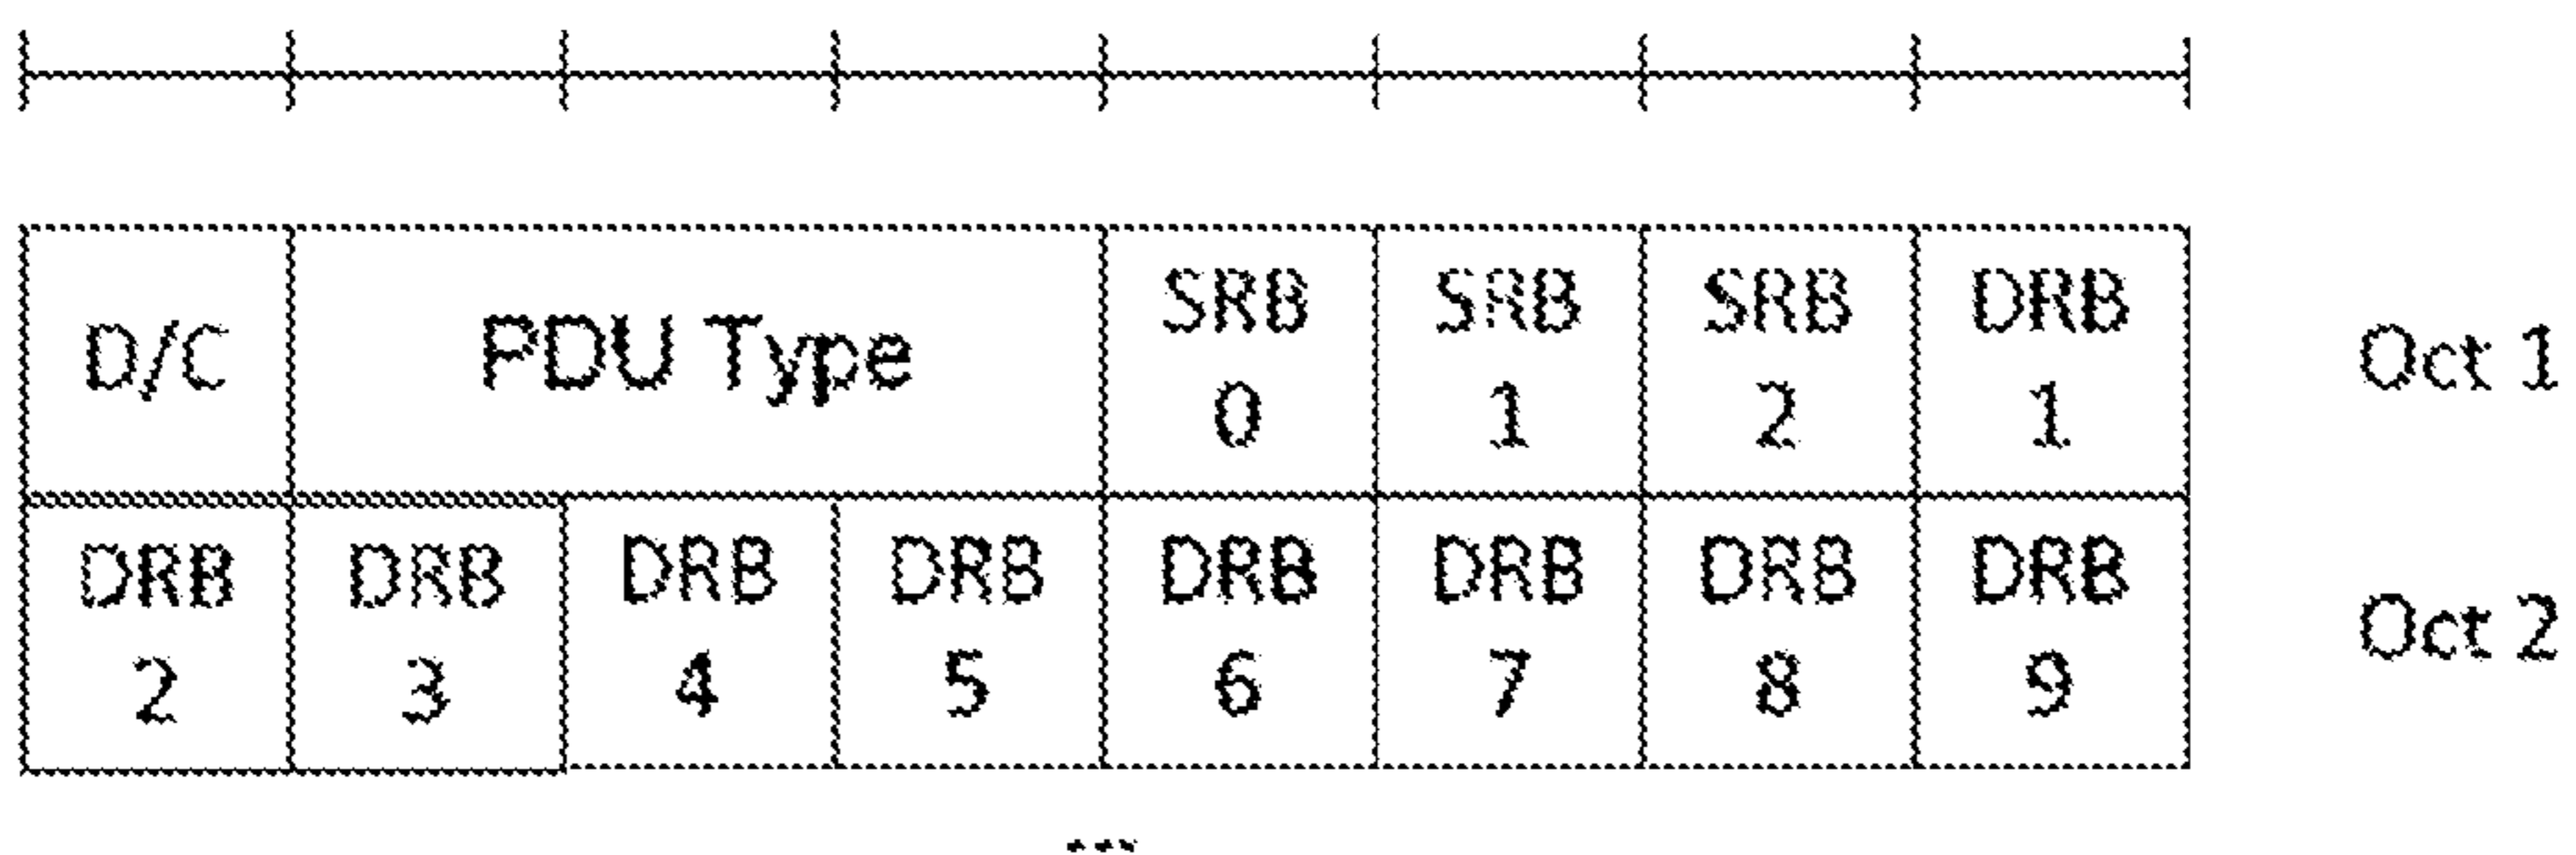 D/C PDU Type SRB 0 SRB 1 SRB 2 DRB 1 Oct 1
DRB 2 DRB 3 DRB 4 DRB 5 DRB 6 DRB 7 DRB 8 DRB 9 Oct 2
...